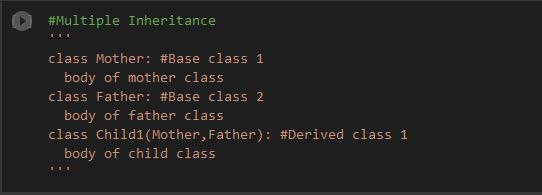 #Multiple Inheritance
'''
class Mother: #Base class 1
  body of mother class
class Father: #Base class 2
  body of father class
class Child1(Mother,Father): #Derived class 1
  body of child class
'''